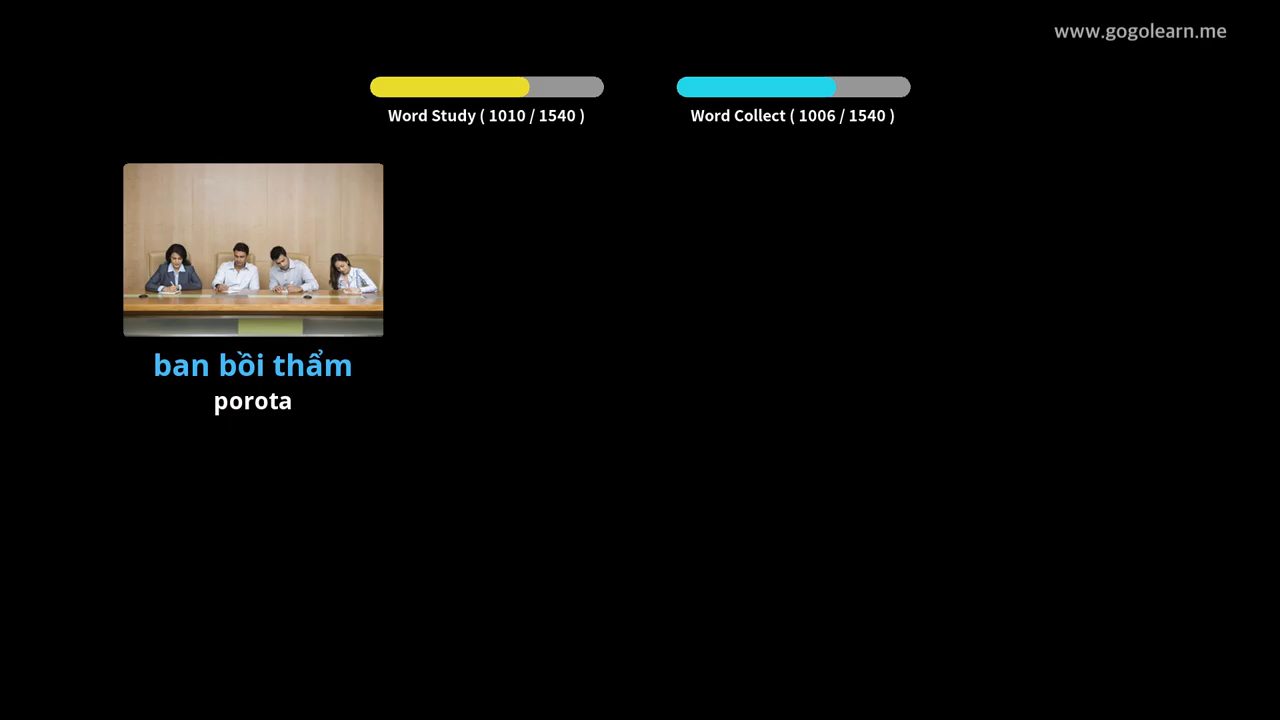 www.gogolearn.me
Word Study ( 1010 / 1540 )
Word Collect ( 1006 / 1540 )
ban bồi thẩm
porota